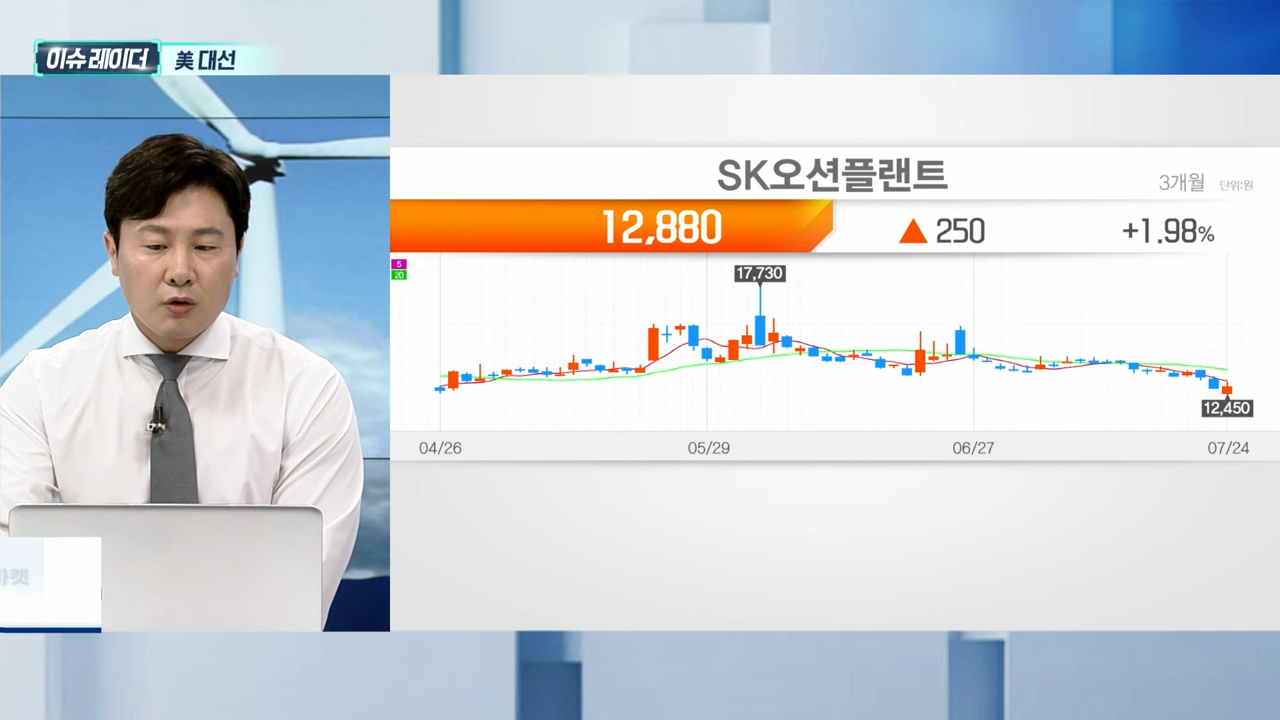 이슈 레이더 美 대선
SK오션플랜트
3개월 단위:원
12,880 ▲ 250 +1.98%
5
20
17,730
12,450
04/26 05/29 06/27 07/24
마켓